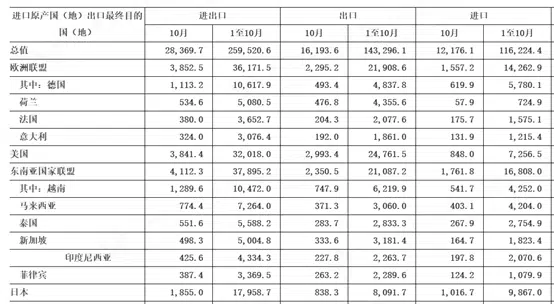 进口原产国（地）出口最终目的国（地） 进出口 出口 进口
10月 1至10月 10月 1至10月 10月 1至10月
总值 28,369.7 259,520.6 16,193.6 143,296.1 12,176.1 116,224.4
欧洲联盟 3,852.5 36,171.5 2,295.2 21,908.6 1,557.2 14,262.9
其中：德国 1,113.2 10,617.9 493.4 4,837.8 619.9 5,780.1
荷兰 534.6 5,080.5 476.8 4,355.6 57.9 724.9
法国 380.0 3,652.7 204.3 2,077.6 175.7 1,575.1
意大利 324.0 3,076.4 192.0 1,861.0 131.9 1,215.4
美国 3,841.4 32,018.0 2,993.4 24,761.5 848.0 7,256.5
东南亚国家联盟 4,112.3 37,895.2 2,350.5 21,087.2 1,761.8 16,808.0
其中：越南 1,289.6 10,472.0 747.9 6,219.9 541.7 4,252.0
马来西亚 774.4 7,264.0 371.3 3,060.0 403.1 4,204.0
泰国 551.6 5,588.2 283.7 2,833.3 267.9 2,754.9
新加坡 498.3 5,004.8 333.6 3,181.4 164.7 1,823.4
印度尼西亚 425.6 4,334.3 227.8 2,263.7 197.8 2,070.6
菲律宾 387.4 3,369.5 263.2 2,289.6 124.2 1,079.9
日本 1,855.0 17,958.7 838.3 8,091.7 1,016.7 9,867.0